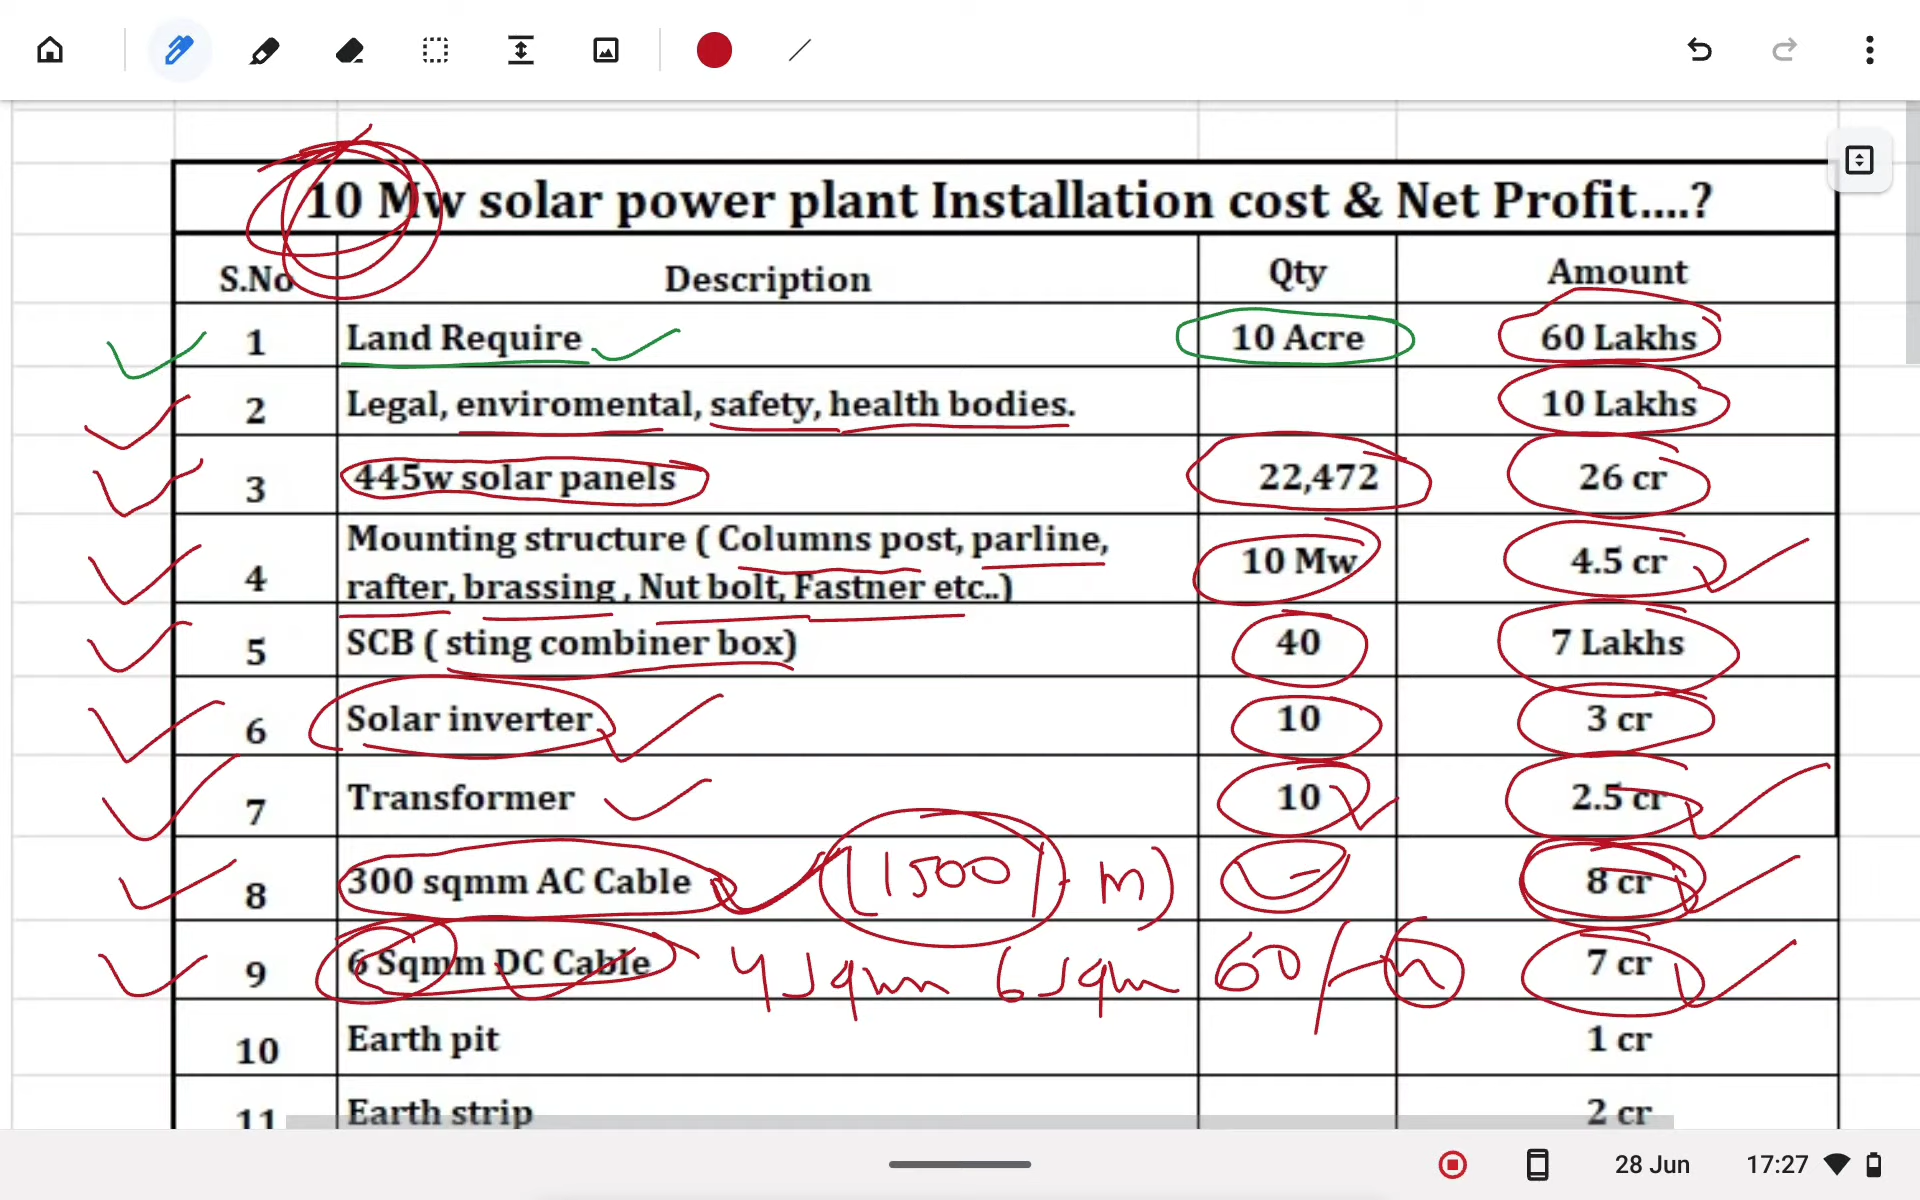 10 Mw solar power plant Installation cost & Net Profit....?
S.No Description Qty Amount
1 Land Require 10 Acre 60 Lakhs
2 Legal, enviromental, safety, health bodies. 10 Lakhs
3 445w solar panels 22,472 26 cr
4 Mounting structure ( Columns post, parline, rafter, brassing , Nut bolt, Fastner etc..) 10 Mw 4.5 cr
5 SCB ( sting combiner box) 40 7 Lakhs
6 Solar inverter 10 3 cr
7 Transformer 10 2.5 cr
8 300 sqmm AC Cable (1500/- m) 8 cr
9 6 Sqmm DC Cable 4 sqmm 6 sqm 60/- m 7 cr
10 Earth pit 1 cr
11 Earth strip 2 cr
28 Jun 17:27